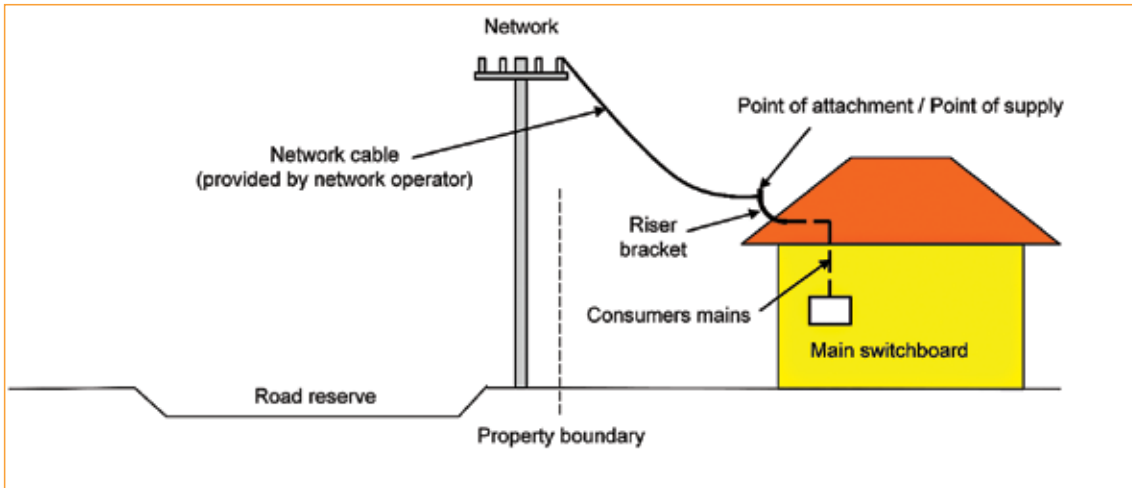 Network
Point of attachment / Point of supply
Network cable
(provided by network operator)
Riser
bracket
Consumers mains
Main switchboard
Road reserve
Property boundary